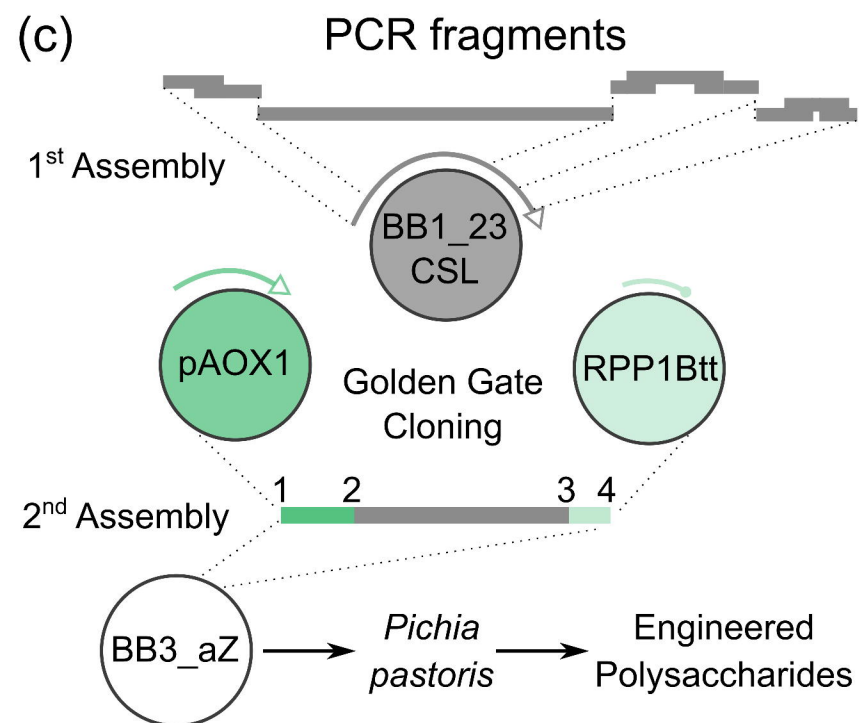 (c) PCR fragments
1st Assembly
BB1_23
CSL
pAOX1
RPP1Btt
Golden Gate
Cloning
1 2 3 4
2nd Assembly
BB3_aZ
Pichia
pastoris
Engineered
Polysaccharides